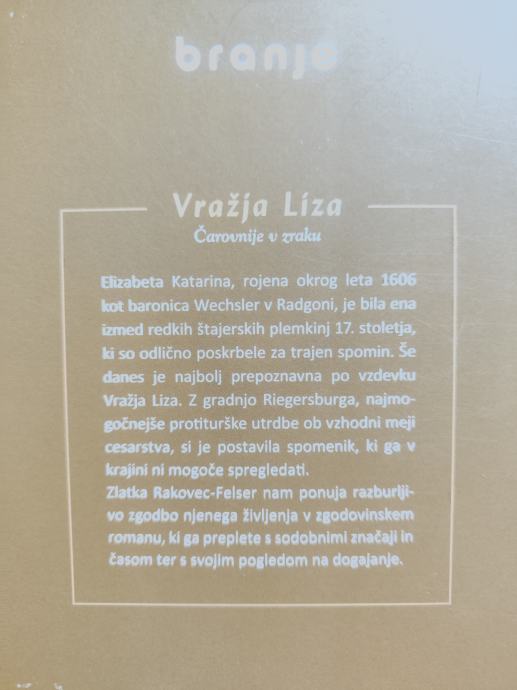 branje
Vražja Liza
Čarovnije v zraku
Elizabeta Katarina, rojena okrog leta 1606
kot baronica Wechsler v Radgoni, je bila ena
izmed redkih štajerskih plemkinj 17. stoletja,
ki so odlično poskrbele za trajen spomin. Še
danes je najbolj prepoznavna po vzdevku
Vražja Liza. Z gradnjo Riegersburga, najmo-
gočnejše protiturške utrdbe ob vzhodni meji
cesarstva, si je postavila spomenik, ki ga v
krajini ni mogoče spregledati.
Zlatka Rakovec-Felser nam ponuja razburlji-
vo zgodbo njenega življenja v zgodovinskem
romanu, ki ga preplete s sodobnimi značaji in
časom ter s svojim pogledom na dogajanje.